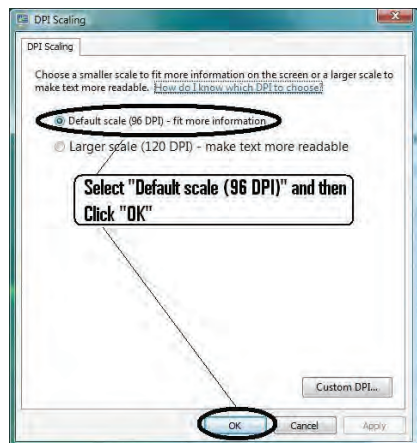 DPI Scaling
DPI Scaling
Choose a smaller scale to fit more information on the screen or a larger scale to
make text more readable. How do I know which DPI to choose?
Default scale (96 DPI) - fit more information
Larger scale (120 DPI) - make text more readable
Select "Default scale (96 DPI)" and then
Click "OK"
Custom DPI...
OK Cancel Apply